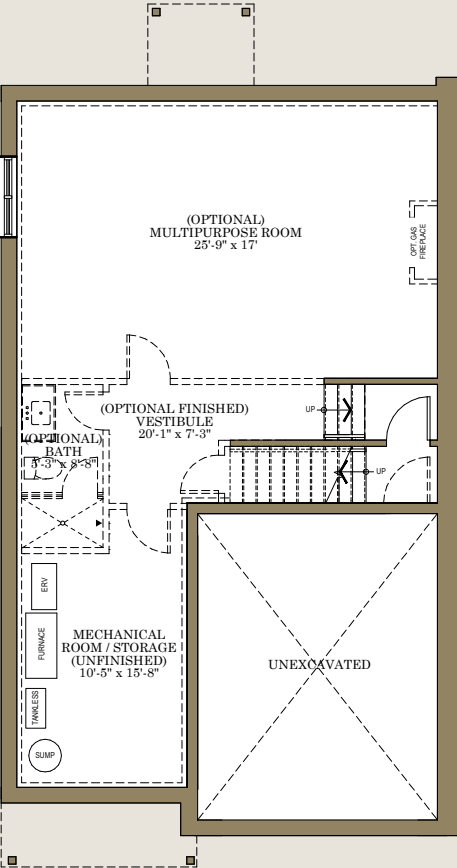 (OPTIONAL)
MULTIPURPOSE ROOM
25'-9" x 17'
OPT. GAS
FIREPLACE
UP
(OPTIONAL FINISHED)
VESTIBULE
20'-1" x 7'-3"
(OPTIONAL)
BATH
5'-3" x 8'-8"
UP
ERV
FURNACE
MECHANICAL
ROOM / STORAGE
(UNFINISHED)
10'-5" x 15'-8"
UNEXCAVATED
TANKLESS
SUMP